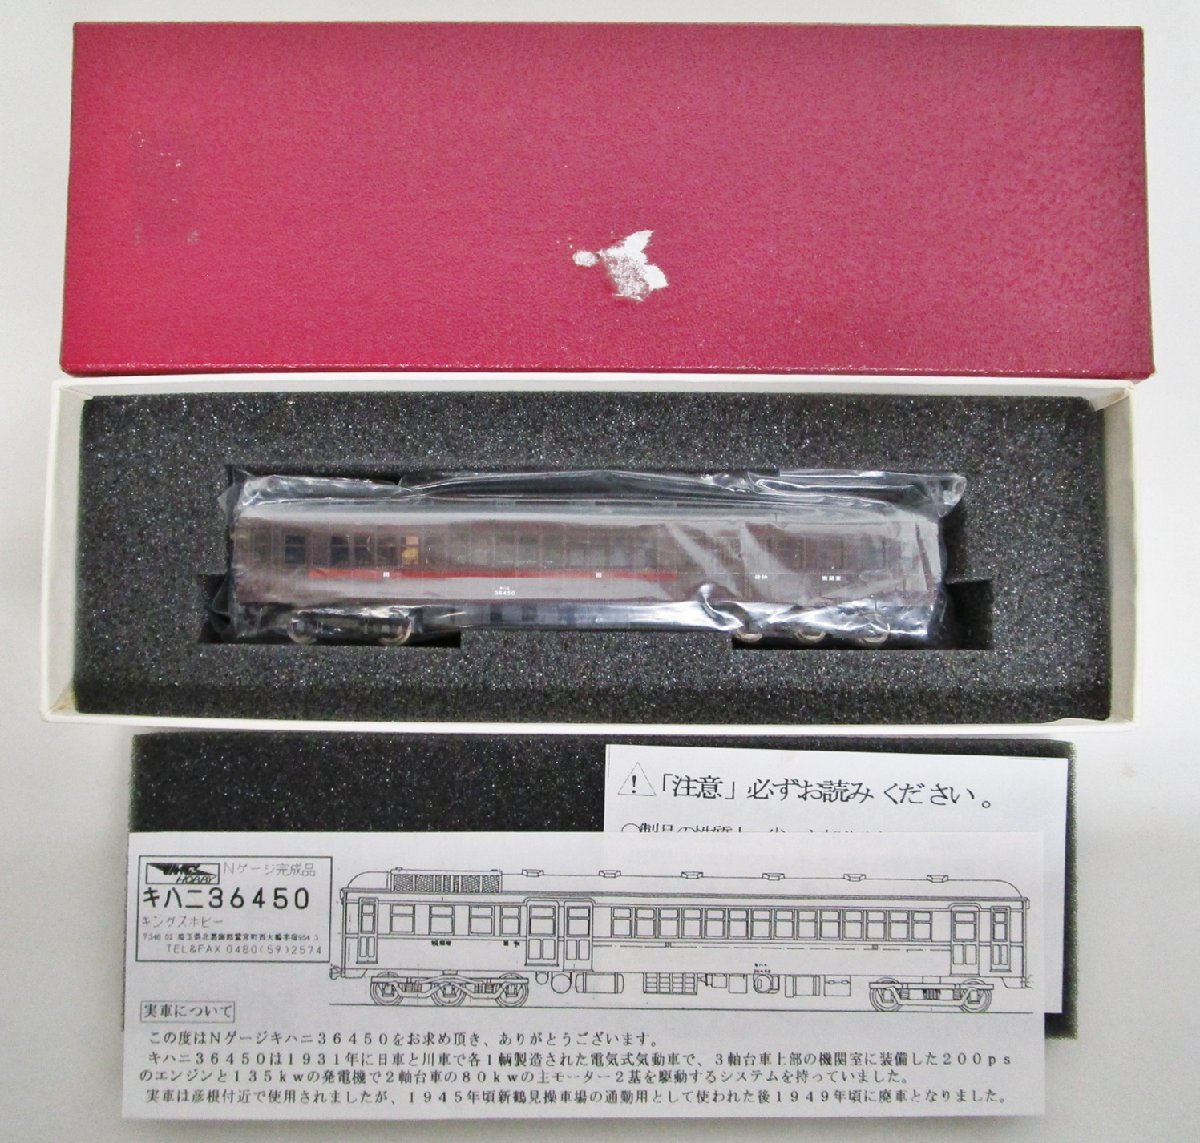 36450
機関室
「注意」必ずお読みください。
KING'S HOBBY
Nゲージ完成品
キハニ36450
キングスホビー
TEL&FAX 0480(59)2574
実車について
この度はNゲージキハニ36450をお求め頂き、ありがとうございます。
キハニ36450は1931年に日車と川車で各1輌製造された電気式気動車で、3軸台車上部の機関室に装備した200ps
のエンジンと135kwの発電機で2軸台車の80kwの主モーター2基を駆動するシステムを持っていました。
実車は彦根付近で使用されましたが、1945年頃新鶴見操車場の通勤用として使われた後1949年頃に廃車となりました。